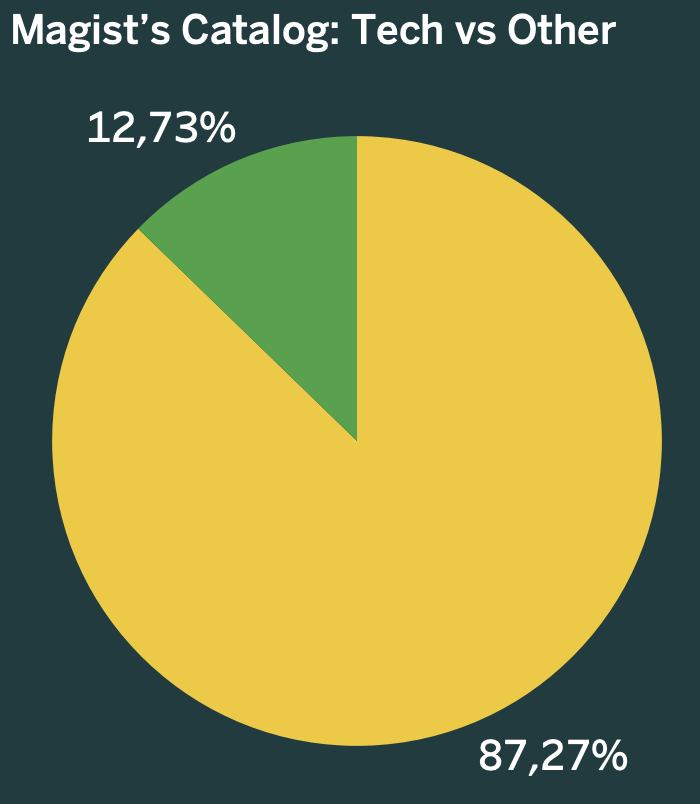 Magist’s Catalog: Tech vs Other
12,73%
87,27%